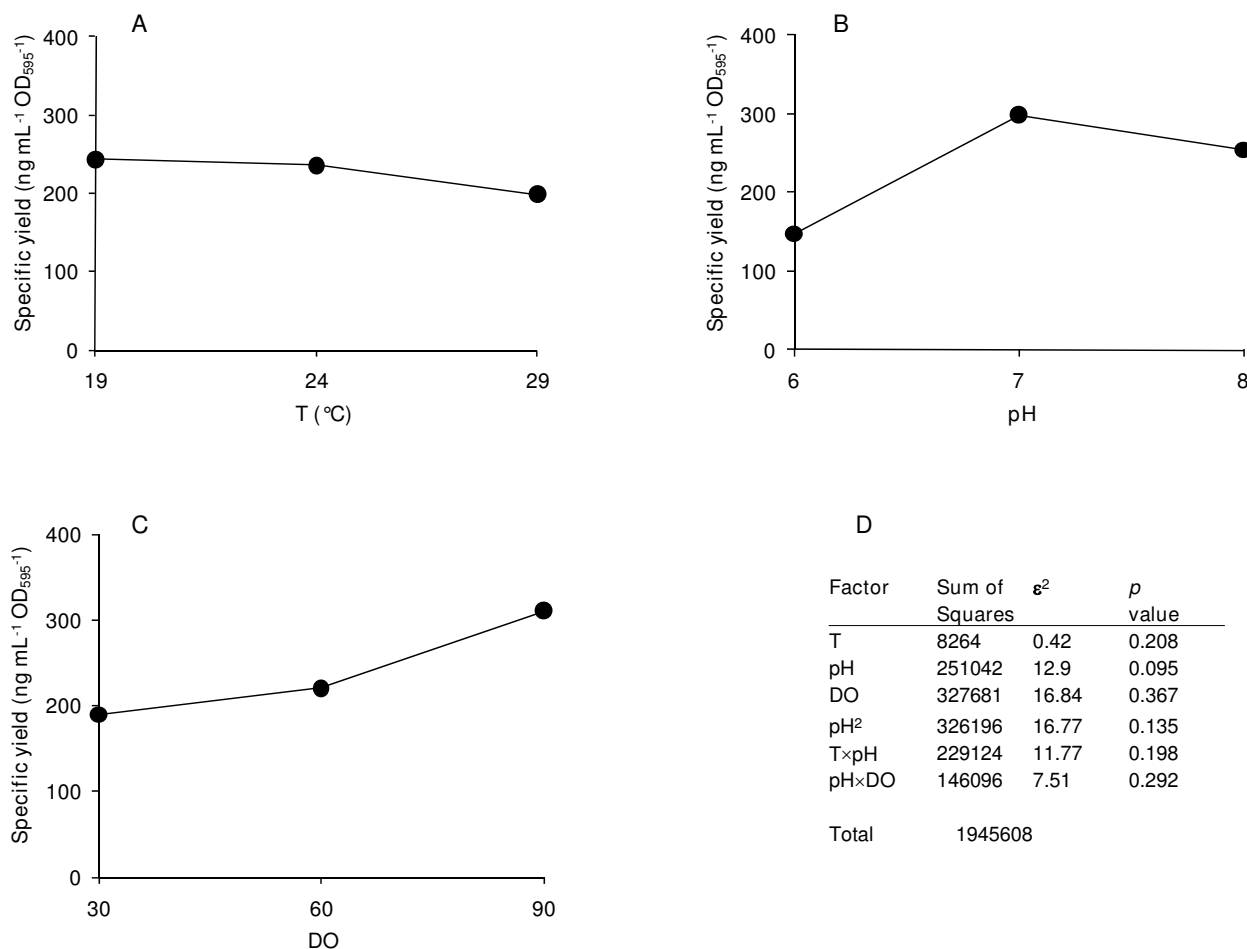 A
Specific yield (ng mL⁻¹ OD₅₉₅⁻¹)
400
300
200
100
0
19 24 29
T (°C)
B
Specific yield (ng mL⁻¹ OD₅₉₅⁻¹)
400
300
200
100
0
6 7 8
pH
C
Specific yield (ng mL⁻¹ OD₅₉₅⁻¹)
400
300
200
100
0
30 60 90
DO
D
Factor Sum of ε² p
Squares value
T 8264 0.42 0.208
pH 251042 12.9 0.095
DO 327681 16.84 0.367
pH² 326196 16.77 0.135
T×pH 229124 11.77 0.198
pH×DO 146096 7.51 0.292
Total 1945608